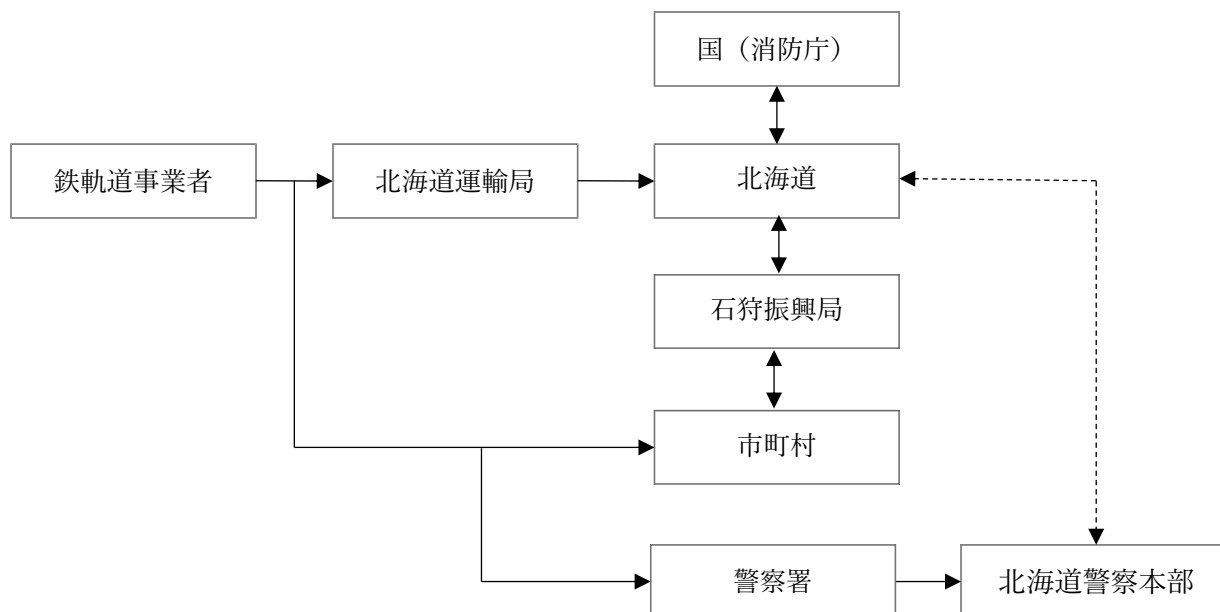 国（消防庁）
鉄軌道事業者
北海道運輸局
北海道
石狩振興局
市町村
警察署
北海道警察本部